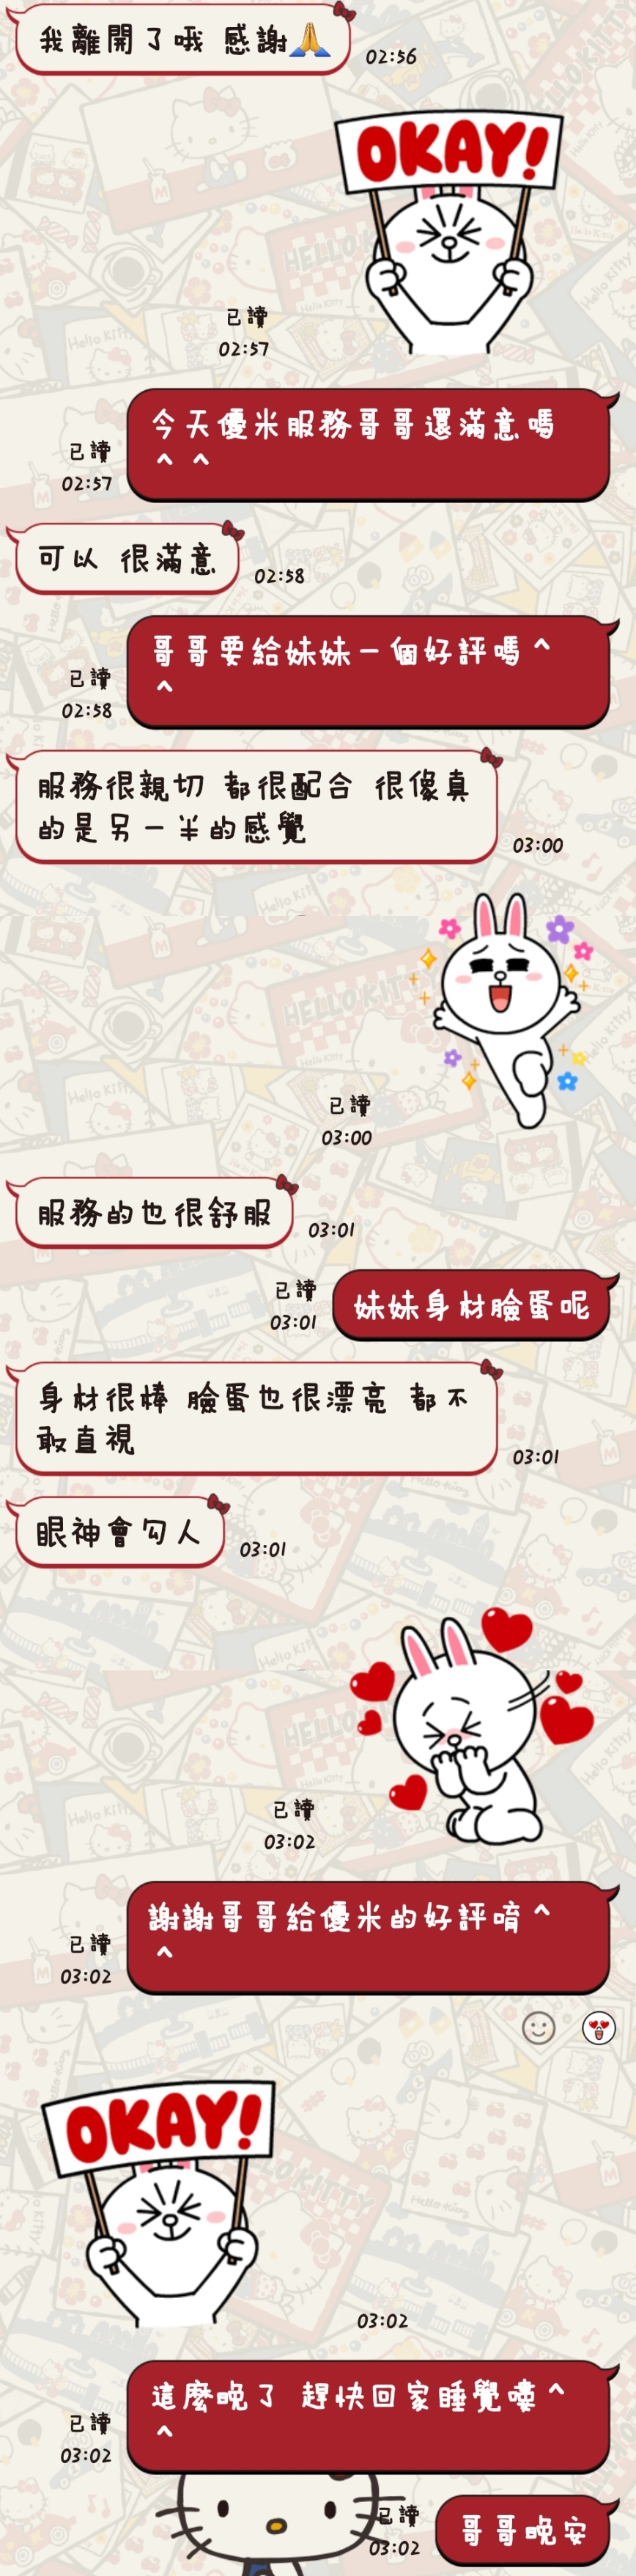 我離開了哦 感謝🙏
02:56
OKAY!
已讀
02:57
今天優米服務哥哥還滿意嗎
^ ^
已讀
02:57
可以 很滿意
02:58
哥哥要給妹妹一個好評嗎^
^
已讀
02:58
服務很親切 都很配合 很像真
的是另一半的感覺
03:00
已讀
03:00
服務的也很舒服
03:01
妹妹身材臉蛋呢
已讀
03:01
身材很棒 臉蛋也很漂亮 都不
敢直視
03:01
眼神會勾人
03:01
已讀
03:02
謝謝哥哥給優米的好評唷^
^
已讀
03:02
OKAY!
03:02
這麼晚了 趕快回家睡覺嘍^
^
已讀
03:02
哥哥晚安
已讀
03:02